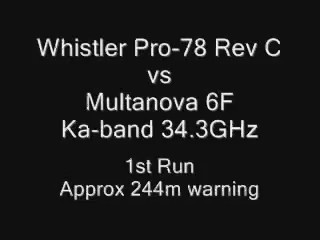 Whistler Pro-78 Rev C
vs
Multanova 6F
Ka-band 34.3GHz
1st Run
Approx 244m warning